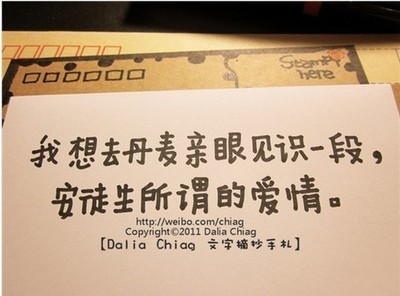 Stamp
here
我想去丹麦亲眼见识一段，
安徒生所谓的爱情。
http://weibo.com/chiag
Copyright©2011 Dalia Chiag
【Dalia Chiag 文字摘抄手札】